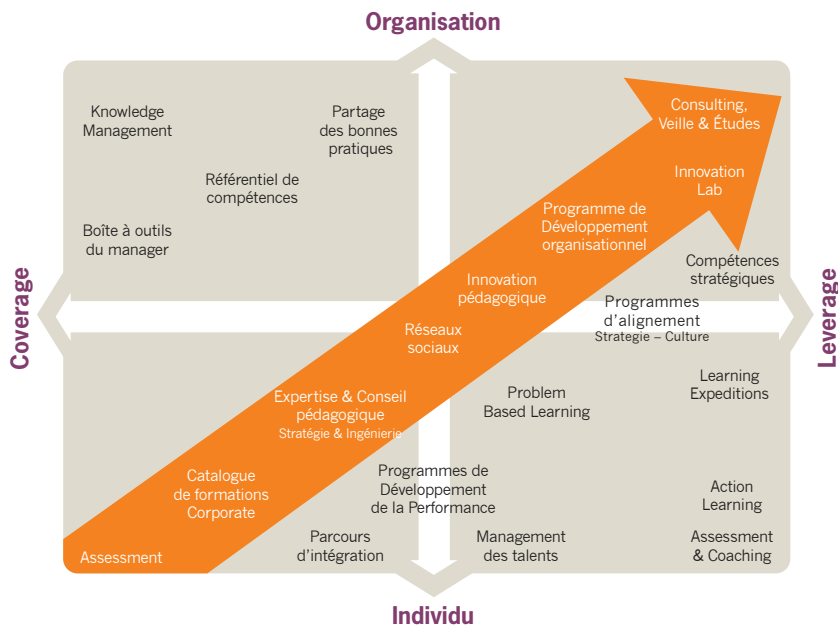 Organisation
Knowledge
Management
Partage
des bonnes
pratiques
Consulting,
Veille & Études
Référentiel de
compétences
Innovation
Lab
Boîte à outils
du manager
Programme de
Développement
organisationnel
Compétences
stratégiques
Innovation
pédagogique
Coverage
Leverage
Programmes
d'alignement
Strategie – Culture
Réseaux
sociaux
Learning
Expeditions
Problem
Based Learning
Expertise & Conseil
pédagogique
Stratégie & Ingénierie
Catalogue
de formations
Corporate
Programmes de
Développement
de la Performance
Action
Learning
Assessment
Parcours
d'intégration
Management
des talents
Assessment
& Coaching
Individu